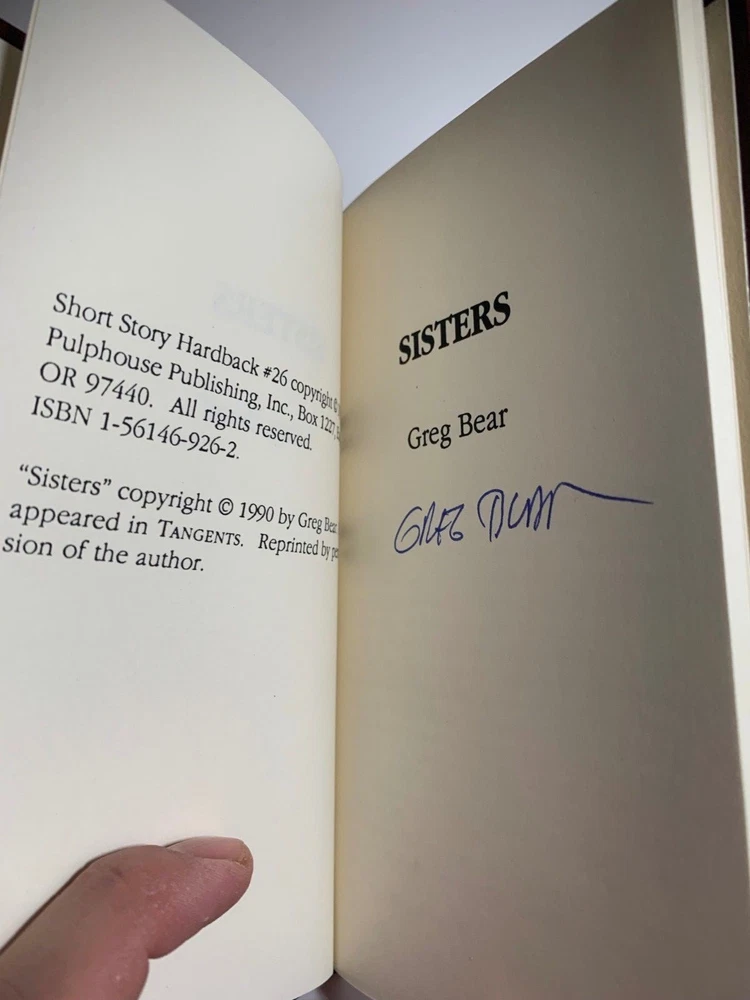 Short Story Hardback #26 copyright ©
Pulphouse Publishing, Inc., Box 1227,
OR 97440. All rights reserved.
ISBN 1-56146-926-2.
"Sisters" copyright © 1990 by Greg Bear.
appeared in TANGENTS. Reprinted by
sion of the author.
SISTERS
Greg Bear
GREG BEAR